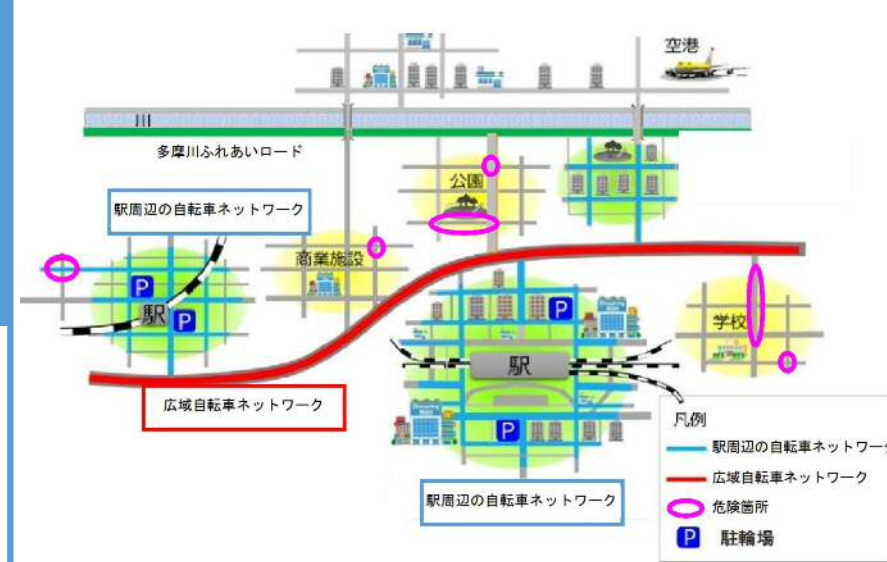 空港
川
多摩川ふれあいロード
公園
駅周辺の自転車ネットワーク
商業施設
P
駅
P
P
学校
駅
広域自転車ネットワーク
P
駅周辺の自転車ネットワーク
凡例
駅周辺の自転車ネットワーク
広域自転車ネットワーク
危険箇所
P 駐輪場